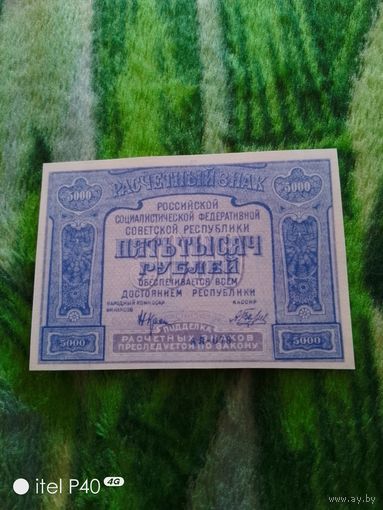 5000 РАСЧЕТНЫЙ ЗНАК 5000
РОССИЙСКОЙ
СОЦИАЛИСТИЧЕСКОЙ ФЕДЕРАТИВНОЙ
СОВЕТСКОЙ РЕСПУБЛИКИ
ПЯТЬ ТЫСЯЧ
РУБЛЕЙ
ОБЕСПЕЧИВАЕТСЯ ВСЕМ
ДОСТОЯНИЕМ РЕСПУБЛИКИ
НАРОДНЫЙ КОМИССАР
ФИНАНСОВ
КАССИР
ПОДДЕЛКА
5000 РАСЧЕТНЫХ ЗНАКОВ 5000
ПРЕСЛЕДУЕТСЯ ПО ЗАКОНУ
itel P40 4G
www.ay.by